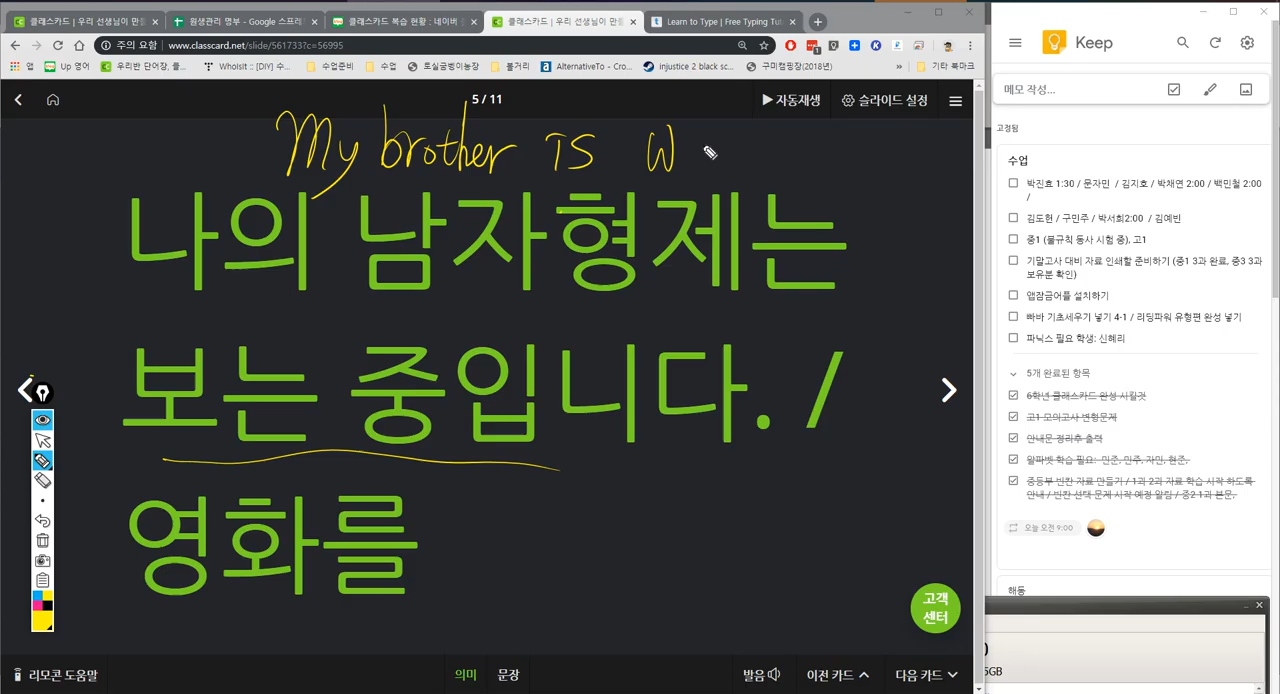 클래스카드 | 우리 선생님이 만들
원생관리 명부 - Google 스프레
클래스카드 복습 현황 : 네이버
클래스카드 | 우리 선생님이 만들
Learn to Type | Free Typing Tut
주의 요함 www.classcard.net/slide/561733?c=56995
앱 Up 영어 우리반 단어장, 클... WhoisIt :: [DIY] 수... 수업준비 수업 토실굼벵이농장 볼거리 AlternativeTo - Cro... injustice 2 black sc... 구미캠핑장(2018년) » 기타 북마크
5 / 11
자동재생 슬라이드 설정
My brother is w
나의 남자형제는
보는 중입니다. /
영화를
고객
센터
리모콘 도움말 의미 문장 발음 이전 카드 다음 카드
Keep
메모 작성...
고정됨
수업
박진효 1:30 / 문자민 / 김지호 / 박채연 2:00 / 백민철 2:00
/
김도헌 / 구민주 / 박서희2:00 / 김예빈
중1 (불규칙 동사 시험 중), 고1
기말고사 대비 자료 인쇄할 준비하기 (중1 3과 완료, 중3 3과
보유분 확인)
앱잠금어플 설치하기
빠바 기초세우기 넣기 4-1 / 리딩파워 유형편 완성 넣기
파닉스 필요 학생: 신혜리
5개 완료된 항목
6학년 클래스카드 완성 시킬것
고1 모의고사 변형문제
안내문 정리후 출력
알파벳 학습 필요: 민준, 민주, 자민, 현준,
중등부 빈칸 자료 만들기 / 1과 2과 자료 학습 시작 하도록
안내 / 빈칸 선택 문제 시작 예정 알림 / 중2 1과 본문,
오늘 오전 9:00
해동
)
5GB